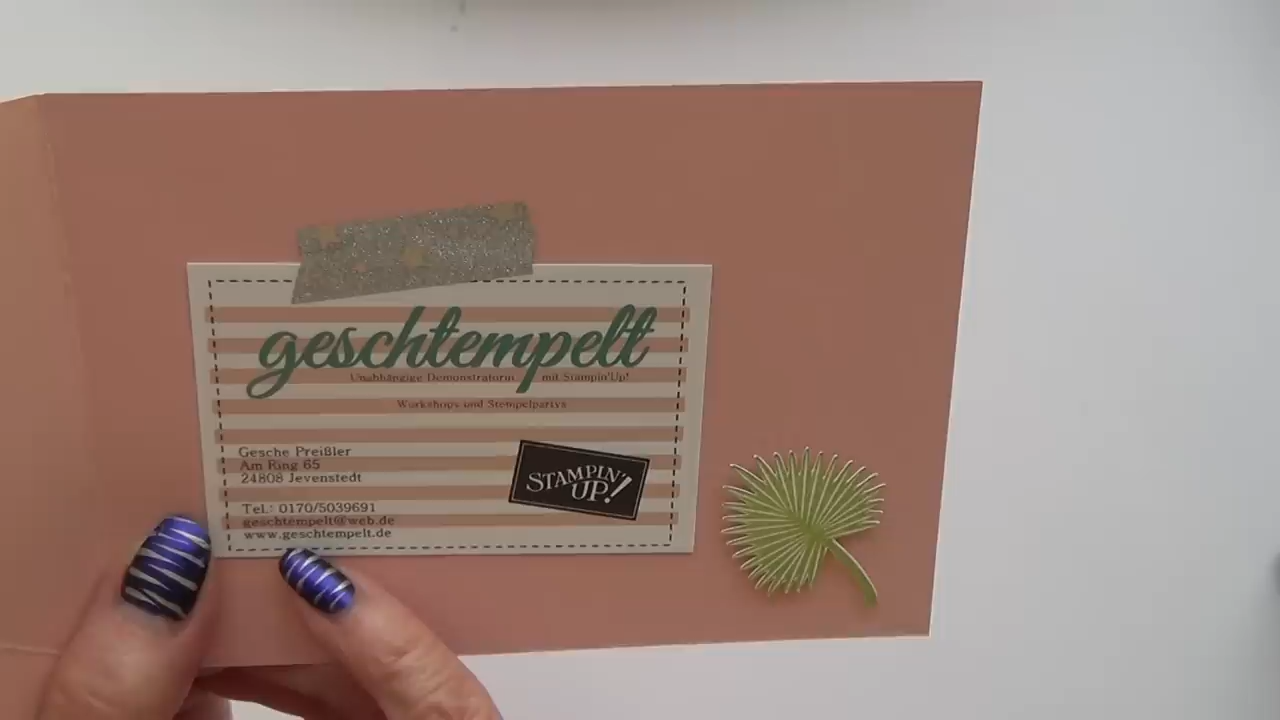 geschtempelt
Unabhängige Demonstratorin mit Stampin'Up!
Workshops und Stempelpartys
Gesche Preißler
Am Ring 65
24808 Jevenstedt
STAMPIN'
UP!
Tel.: 0170/5039691
geschtempelt@web.de
www.geschtempelt.de